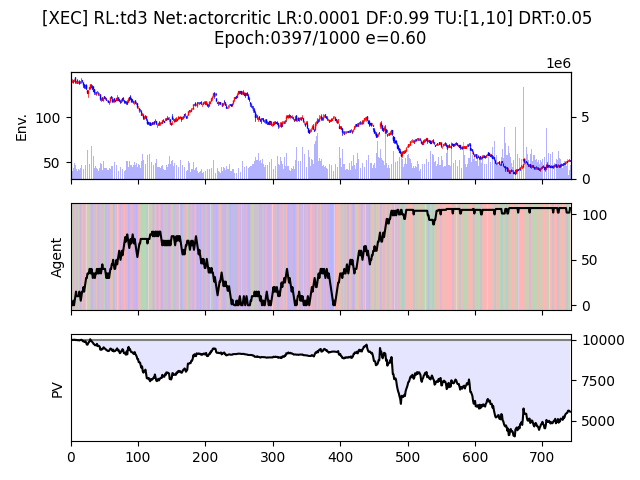 [XEC] RL:td3 Net:actorcritic LR:0.0001 DF:0.99 TU:[1,10] DRT:0.05
Epoch:0397/1000 e=0.60
1e6
Env.
100
50
5
0
Agent
100
50
0
PV
10000
7500
5000
0 100 200 300 400 500 600 700